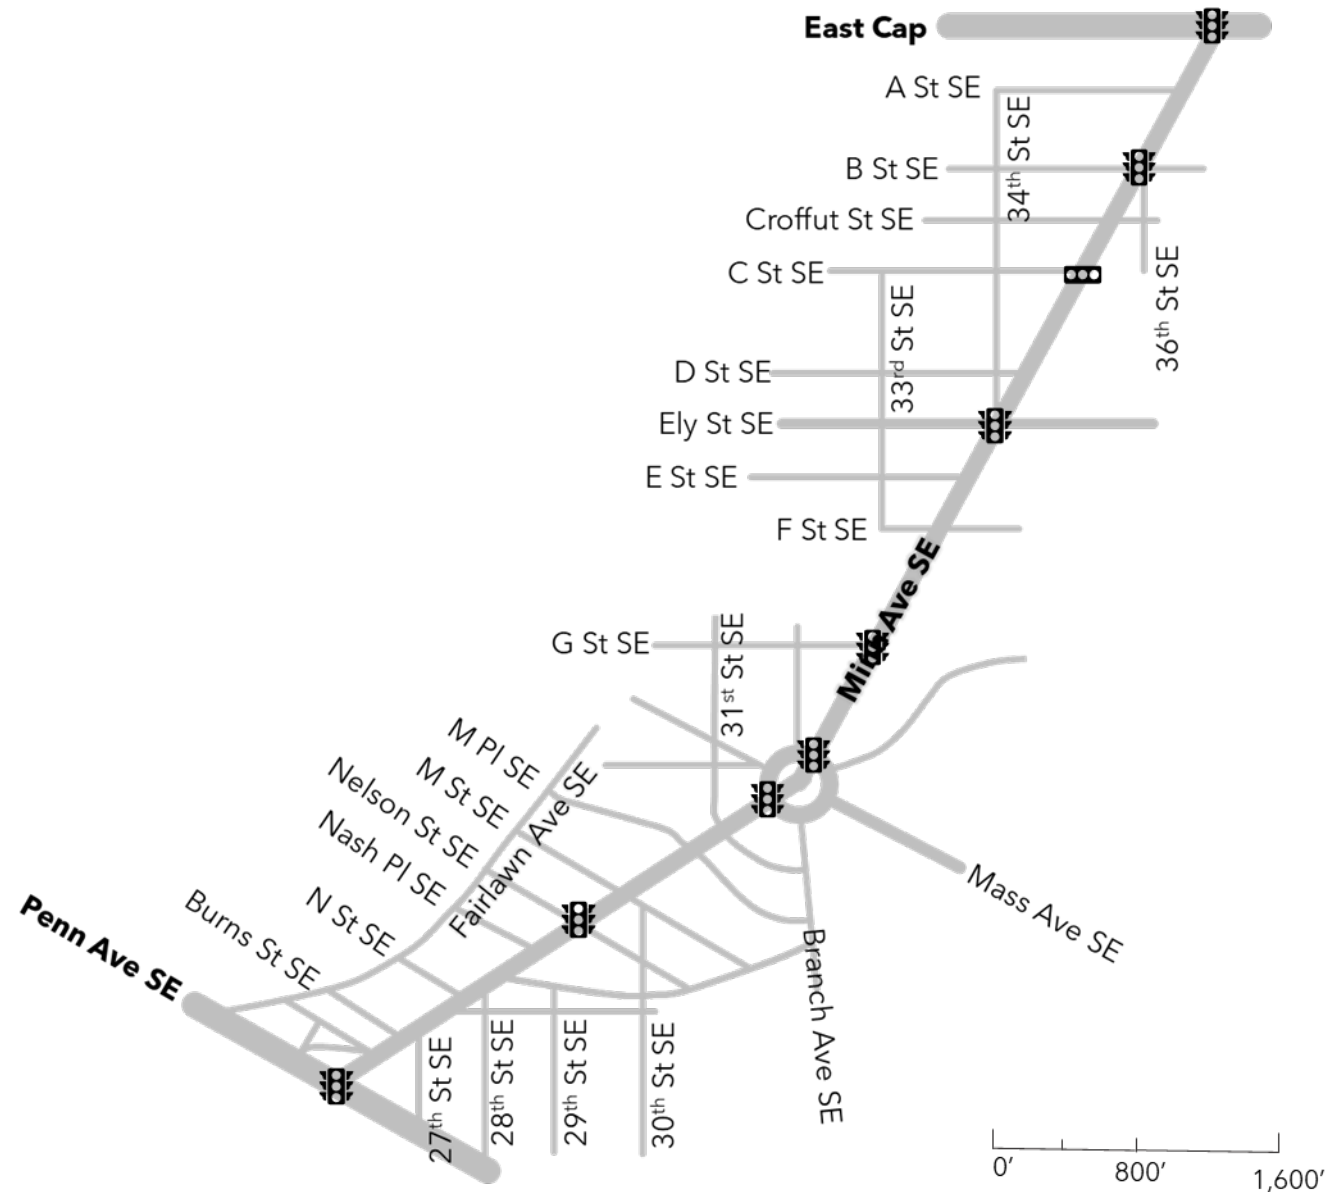 East Cap
A St SE
34th St SE
B St SE
Croffut St SE
36th St SE
C St SE
33rd St SE
D St SE
Ely St SE
E St SE
F St SE
Ave SE
G St SE
31st St SE
M Pl SE
M St SE
Fairlawn Ave SE
Nelson St SE
Nash Pl SE
N St SE
Burns St SE
Penn Ave SE
Mass Ave SE
Branch Ave SE
27th St SE
28th St SE
29th St SE
30th St SE
0’
800’
1,600’